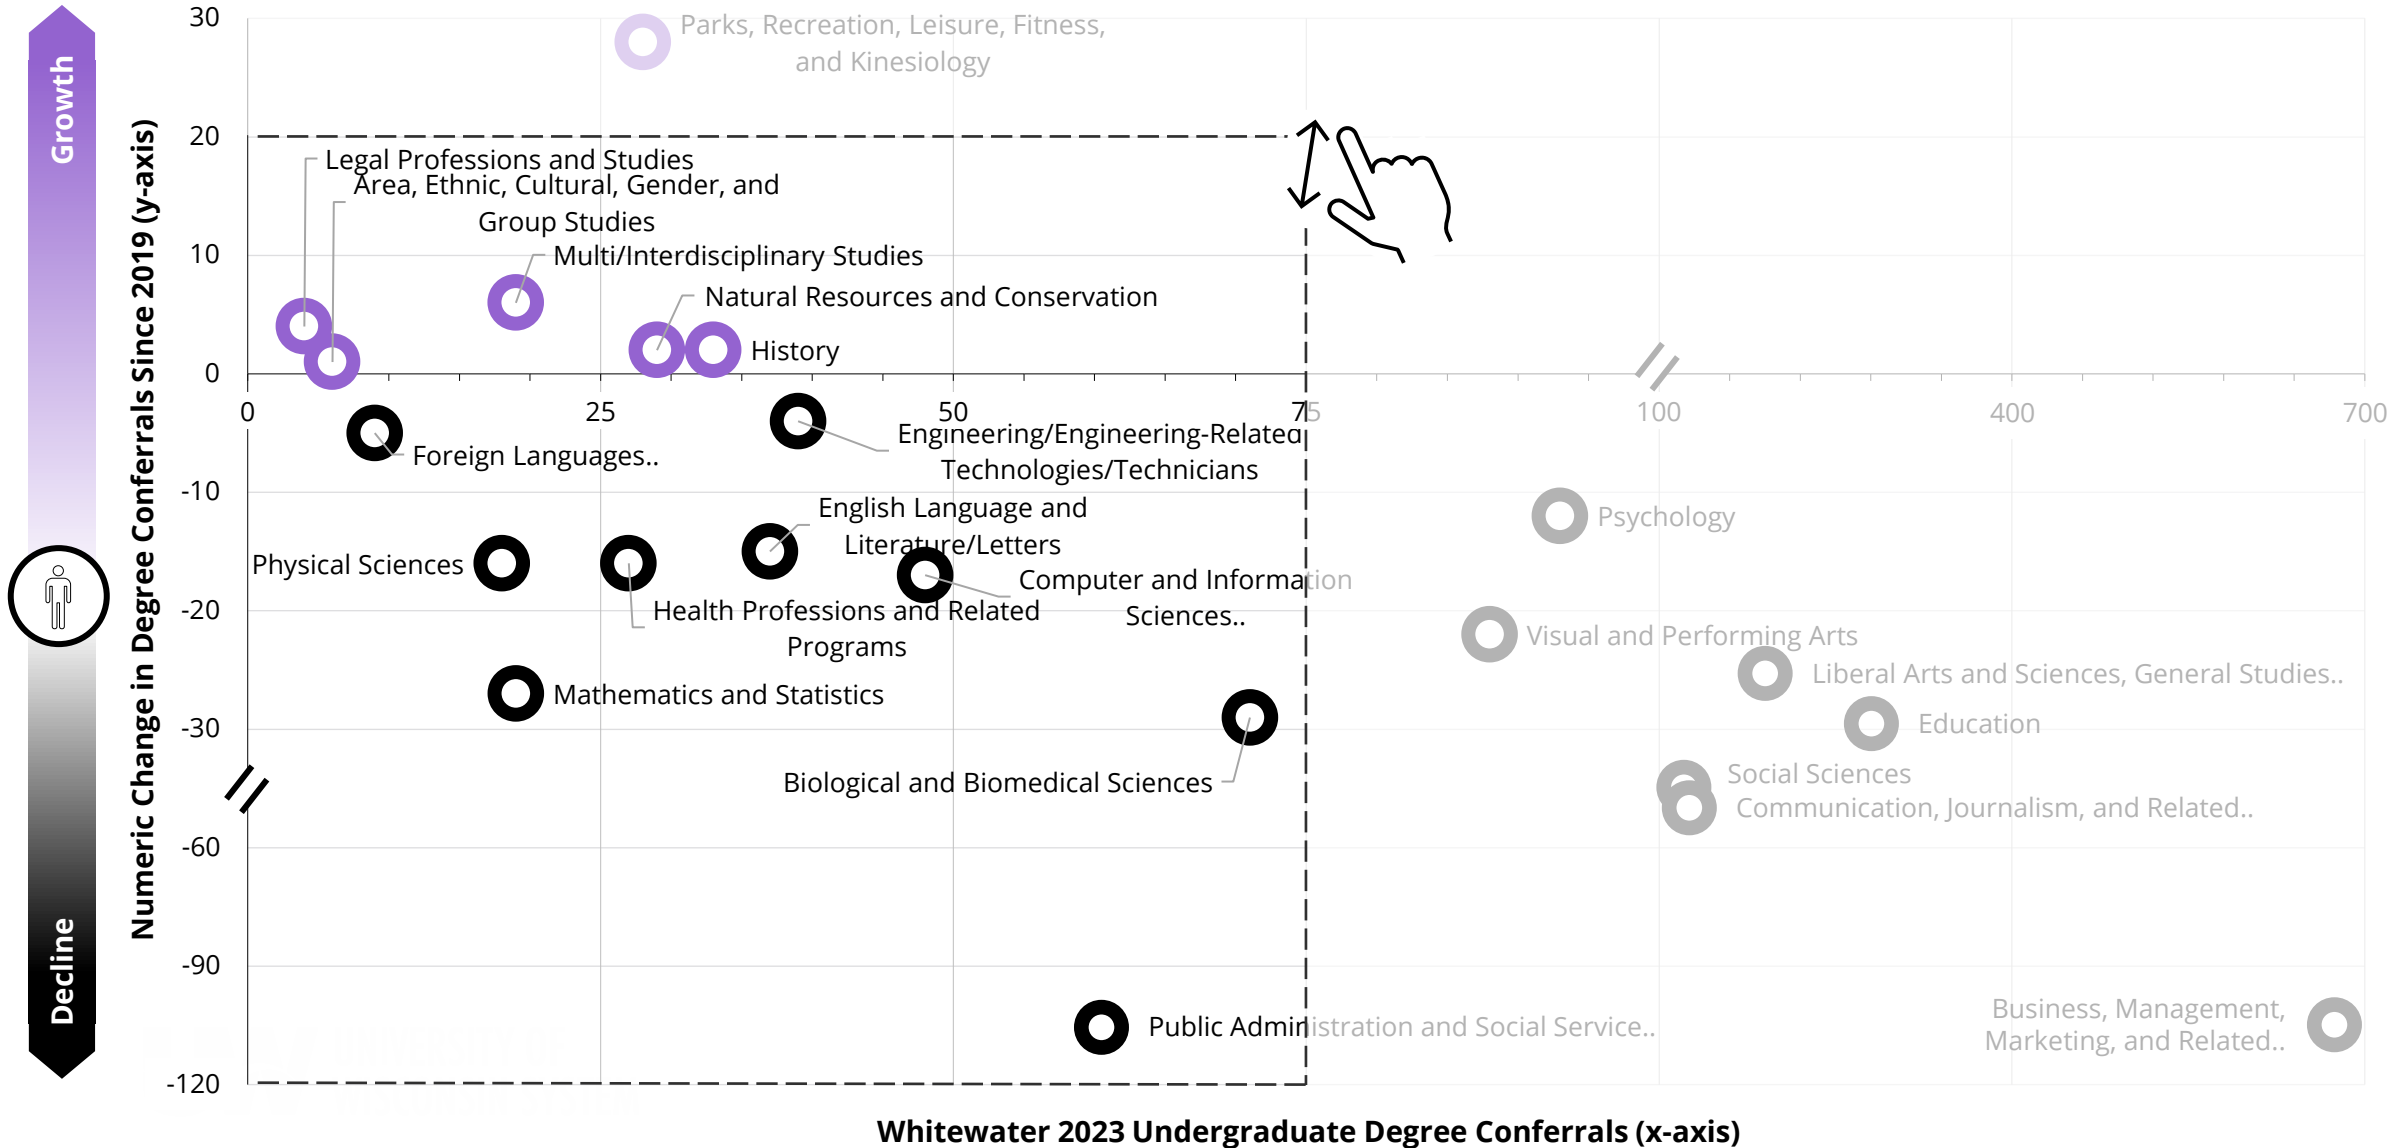 Growth
Decline
Numeric Change in Degree Conferrals Since 2019 (y-axis)
30
20
10
0
-10
-20
-30
-60
-90
-120
Parks, Recreation, Leisure, Fitness,
and Kinesiology
Legal Professions and Studies
Area, Ethnic, Cultural, Gender, and
Group Studies
Multi/Interdisciplinary Studies
Natural Resources and Conservation
History
0
25
50
75
100
400
700
Foreign Languages..
Engineering/Engineering-Related
Technologies/Technicians
English Language and
Literature/Letters
Psychology
Physical Sciences
Computer and Information
Sciences..
Health Professions and Related
Programs
Visual and Performing Arts
Liberal Arts and Sciences, General Studies..
Mathematics and Statistics
Education
Social Sciences
Biological and Biomedical Sciences
Communication, Journalism, and Related..
Public Administration and Social Service..
Business, Management,
Marketing, and Related..
Whitewater 2023 Undergraduate Degree Conferrals (x-axis)